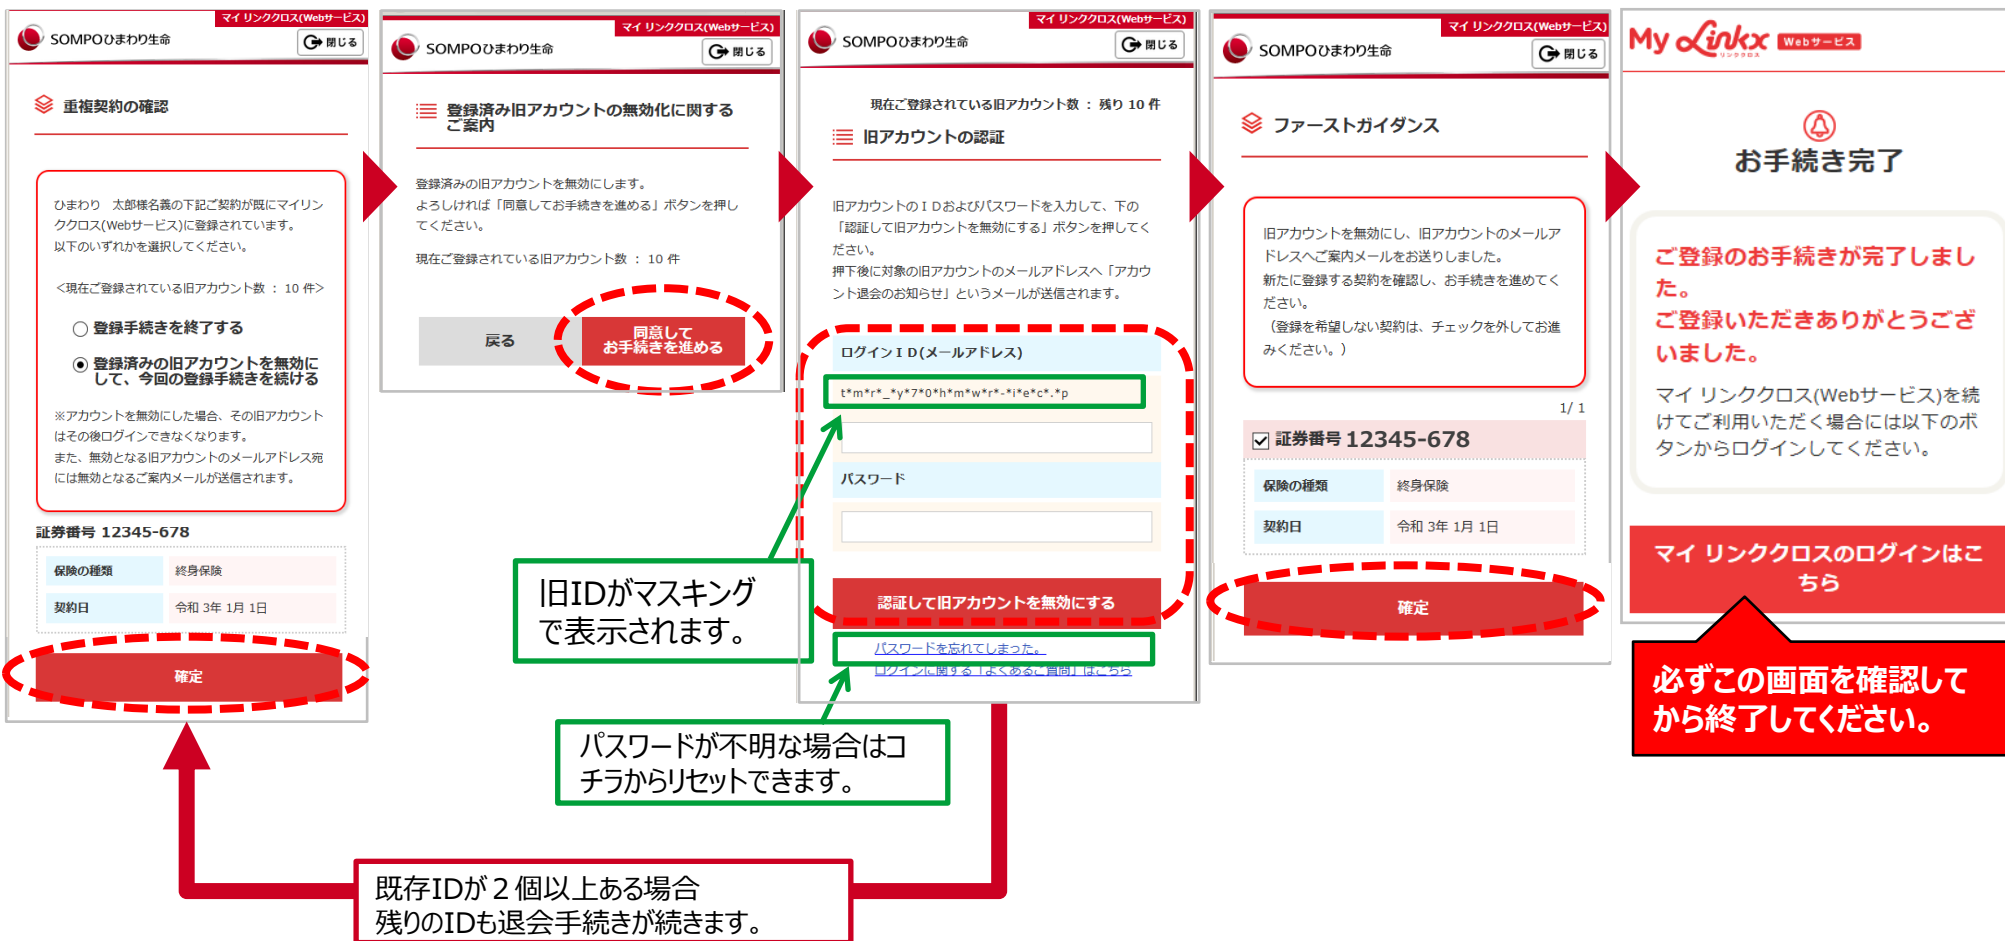 マイ リンククロス(Webサービス)
SOMPOひまわり生命
閉じる
重複契約の確認
ひまわり　太郎様名義の下記ご契約が既にマイリン
ククロス(Webサービス)に登録されています。
以下のいずれかを選択してください。
＜現在ご登録されている旧アカウント数 ： 10 件＞
登録手続きを終了する
登録済みの旧アカウントを無効に
して、今回の登録手続きを続ける
※アカウントを無効にした場合、その旧アカウント
はその後ログインできなくなります。
また、無効となる旧アカウントのメールアドレス宛
には無効となるご案内メールが送信されます。
証券番号 12345-678
保険の種類 終身保険
契約日 令和 3年 1月 1日
確定
マイ リンククロス(Webサービス)
SOMPOひまわり生命
閉じる
登録済み旧アカウントの無効化に関する
ご案内
登録済みの旧アカウントを無効にします。
よろしければ「同意してお手続きを進める」ボタンを押し
てください。
現在ご登録されている旧アカウント数 ： 10 件
戻る
同意して
お手続きを進める
マイ リンククロス(Webサービス)
SOMPOひまわり生命
閉じる
現在ご登録されている旧アカウント数 ： 残り 10 件
旧アカウントの認証
旧アカウントのＩＤおよびパスワードを入力して、下の
「認証して旧アカウントを無効にする」ボタンを押してく
ださい。
押下後に対象の旧アカウントのメールアドレスへ「アカウ
ント退会のお知らせ」というメールが送信されます。
ログインＩＤ(メールアドレス)
t*m*r*_*y*7*0*h*m*w*r*-*i*e*c*.*p
パスワード
認証して旧アカウントを無効にする
パスワードを忘れてしまった。
ログインに関する「よくあるご質問」はこちら
旧IDがマスキング
で表示されます。
パスワードが不明な場合はコ
チラからリセットできます。
既存IDが２個以上ある場合
残りのIDも退会手続きが続きます。
マイ リンククロス(Webサービス)
SOMPOひまわり生命
閉じる
ファーストガイダンス
旧アカウントを無効にし、旧アカウントのメールア
ドレスへご案内メールをお送りしました。
新たに登録する契約を確認し、お手続きを進めてく
ださい。
（登録を希望しない契約は、チェックを外してお進
みください。）
1/ 1
証券番号 12345-678
保険の種類 終身保険
契約日 令和 3年 1月 1日
確定
My Linkx Webサービス
リンククロス
お手続き完了
ご登録のお手続きが完了しまし
た。
ご登録いただきありがとうござ
いました。
マイ リンククロス(Webサービス)を続
けてご利用いただく場合には以下のボ
タンからログインしてください。
マイ リンククロスのログインはこ
ちら
必ずこの画面を確認して
から終了してください。